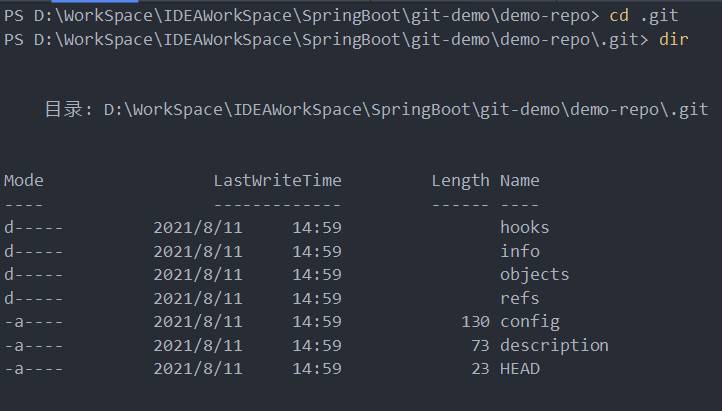 PS D:\WorkSpace\IDEAWorkSpace\SpringBoot\git-demo\demo-repo> cd .git
PS D:\WorkSpace\IDEAWorkSpace\SpringBoot\git-demo\demo-repo\.git> dir
目录: D:\WorkSpace\IDEAWorkSpace\SpringBoot\git-demo\demo-repo\.git
Mode LastWriteTime Length Name
---- ------------- ------ ----
d----- 2021/8/11 14:59 hooks
d----- 2021/8/11 14:59 info
d----- 2021/8/11 14:59 objects
d----- 2021/8/11 14:59 refs
-a---- 2021/8/11 14:59 130 config
-a---- 2021/8/11 14:59 73 description
-a---- 2021/8/11 14:59 23 HEAD